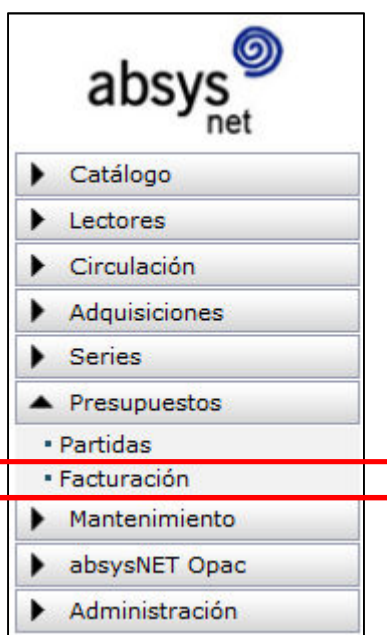 absys
net
Catálogo
Lectores
Circulación
Adquisiciones
Series
Presupuestos
Partidas
Facturación
Mantenimiento
absysNET Opac
Administración